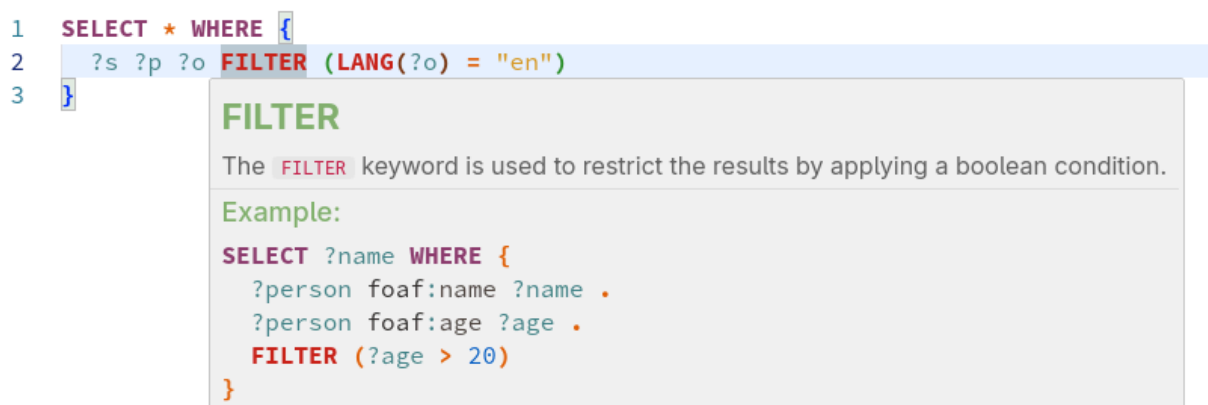 1 SELECT * WHERE {
2   ?s ?p ?o FILTER (LANG(?o) = "en")
3 }
FILTER
The FILTER keyword is used to restrict the results by applying a boolean condition.
Example:
SELECT ?name WHERE {
  ?person foaf:name ?name .
  ?person foaf:age ?age .
  FILTER (?age > 20)
}